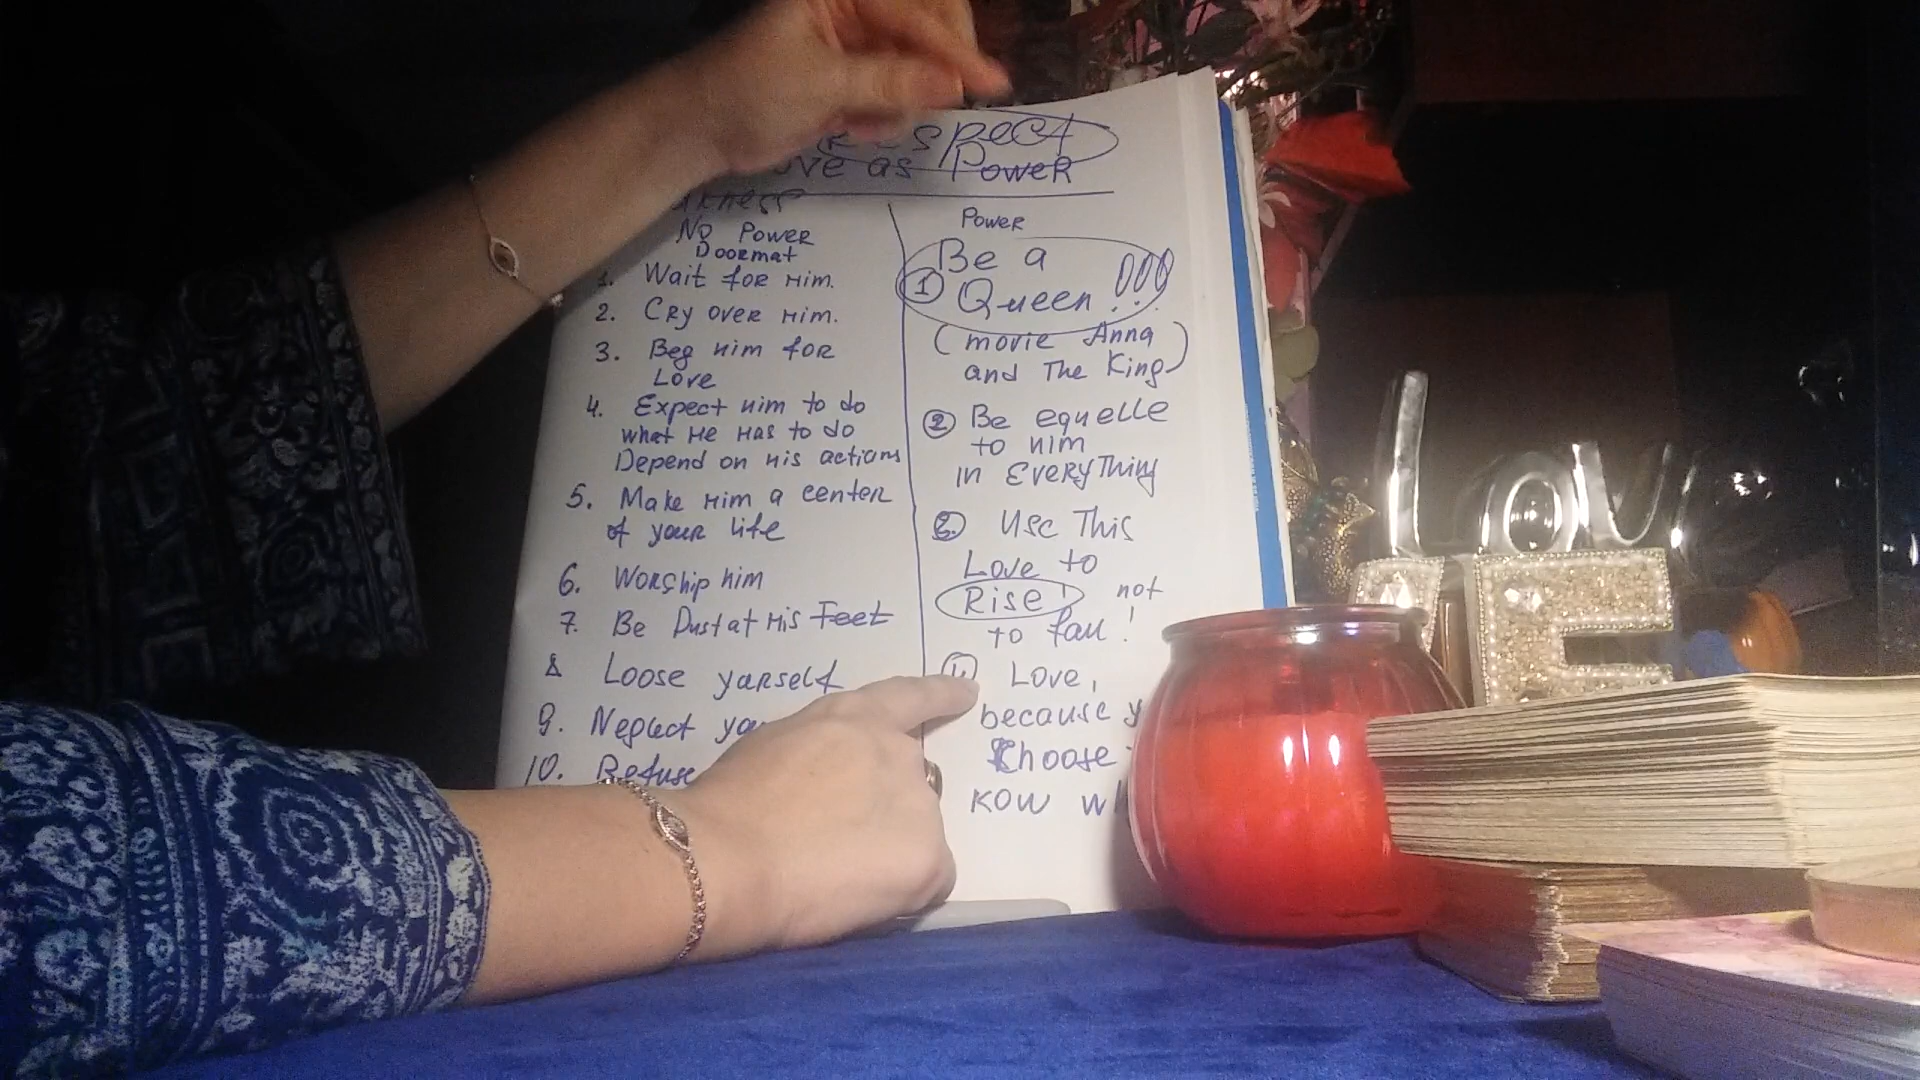 Respect
Love as Power
No Power
Doormat
1. Wait for Him.
2. Cry over Him.
3. Beg him for
Love
4. Expect him to do
what He Has to do
Depend on his actions
5. Make Him a center
of your life
6. Worship him
7. Be Dust at His Feet
8 Loose yarself
9. Neglect
10. Refuse
Power
Be a
① Queen!!!
(movie Anna
and The King)
② Be equelle
to him
in EVERYThing
3. Use This
Love to
Rise! not
to fall!
④ Love,
because
Choose
KOW
LOV
E